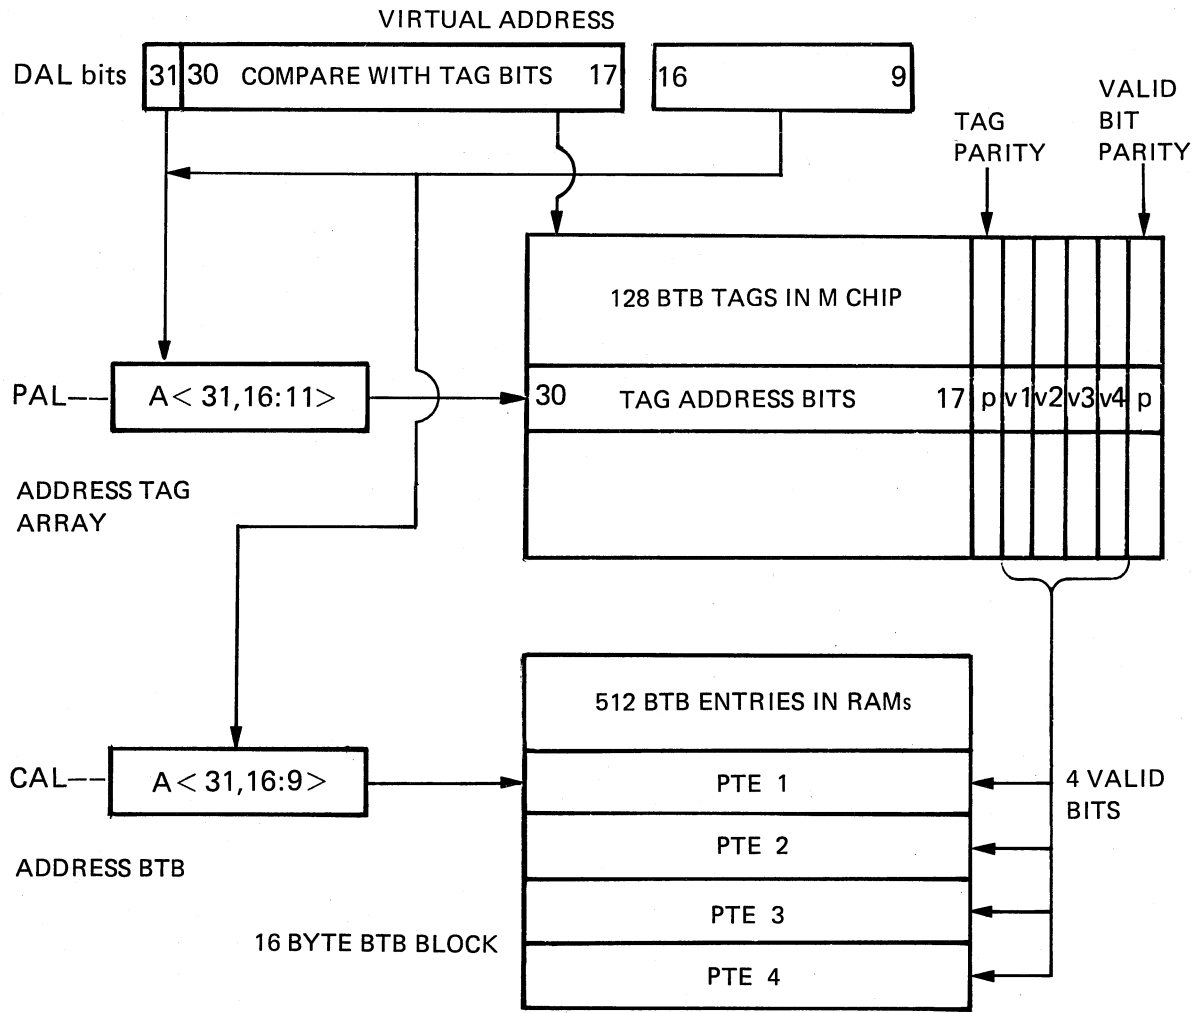 VIRTUAL ADDRESS
DAL bits 31 30 COMPARE WITH TAG BITS 17 16 9
TAG
PARITY
VALID
BIT
PARITY
128 BTB TAGS IN M CHIP
PAL-- A< 31,16:11> 30 TAG ADDRESS BITS 17 p v1 v2 v3 v4 p
ADDRESS TAG
ARRAY
512 BTB ENTRIES IN RAMs
CAL-- A< 31,16:9 > PTE 1
4 VALID
BITS
PTE 2
ADDRESS BTB
PTE 3
16 BYTE BTB BLOCK
PTE 4